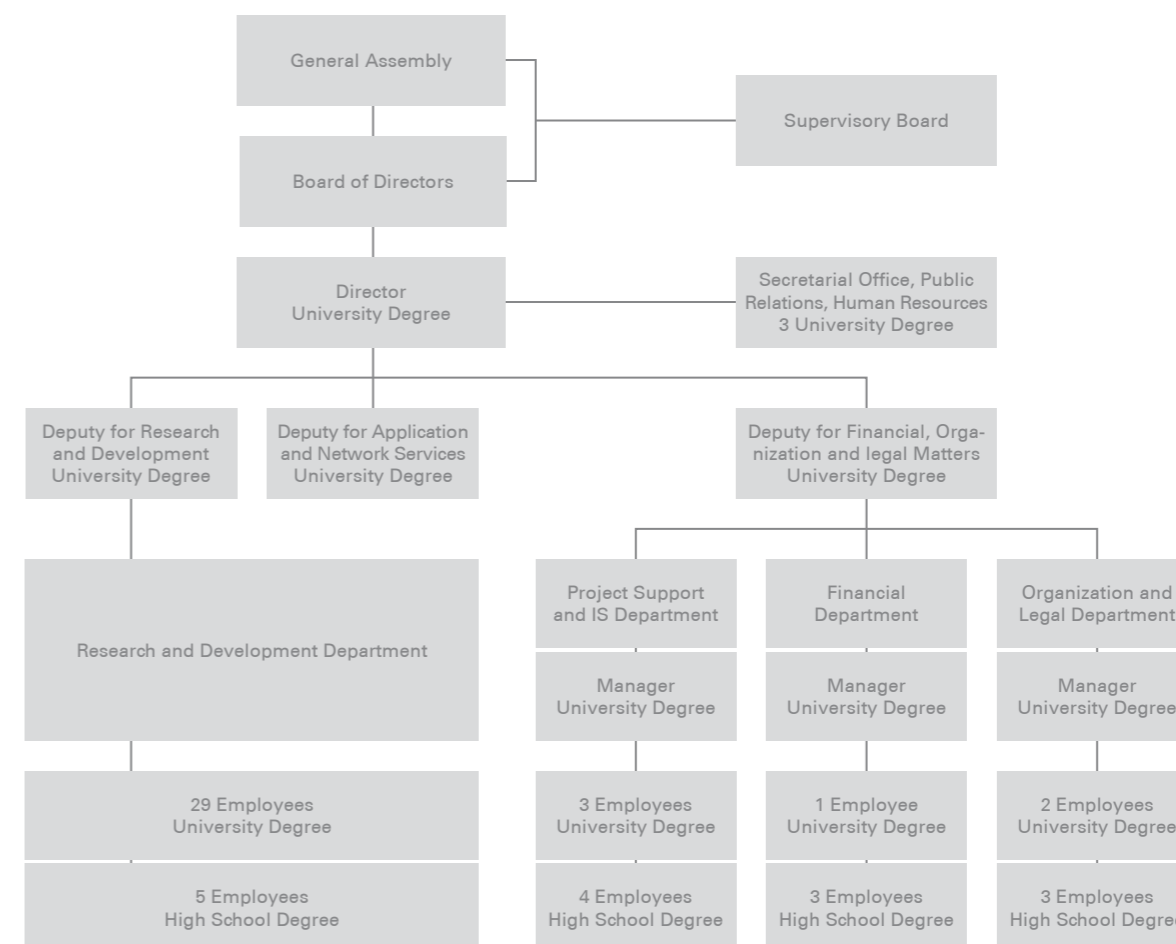 General Assembly
Supervisory Board
Board of Directors
Director
University Degree
Secretarial Office, Public
Relations, Human Resources
3 University Degree
Deputy for Research
and Development
University Degree
Deputy for Application
and Network Services
University Degree
Deputy for Financial, Orga-
nization and legal Matters
University Degree
Research and Development Department
Project Support
and IS Department
Financial
Department
Organization and
Legal Department
Manager
University Degree
Manager
University Degree
Manager
University Degree
29 Employees
University Degree
3 Employees
University Degree
1 Employee
University Degree
2 Employees
University Degree
5 Employees
High School Degree
4 Employees
High School Degree
3 Employees
High School Degree
3 Employees
High School Degree